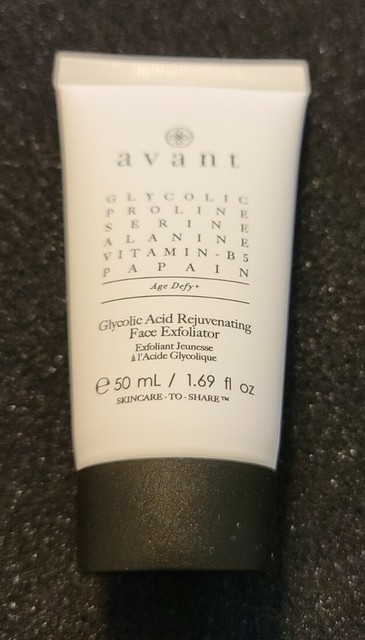 avant
GLYCOLIC
PROLINE
SERINE
ALANINE
VITAMIN-B5
PAPAIN
Age Defy+
Glycolic Acid Rejuvenating
Face Exfoliator
Exfoliant Jeunesse
à l'Acide Glycolique
℮ 50 mL / 1.69 fl oz
SKINCARE-TO-SHARE™